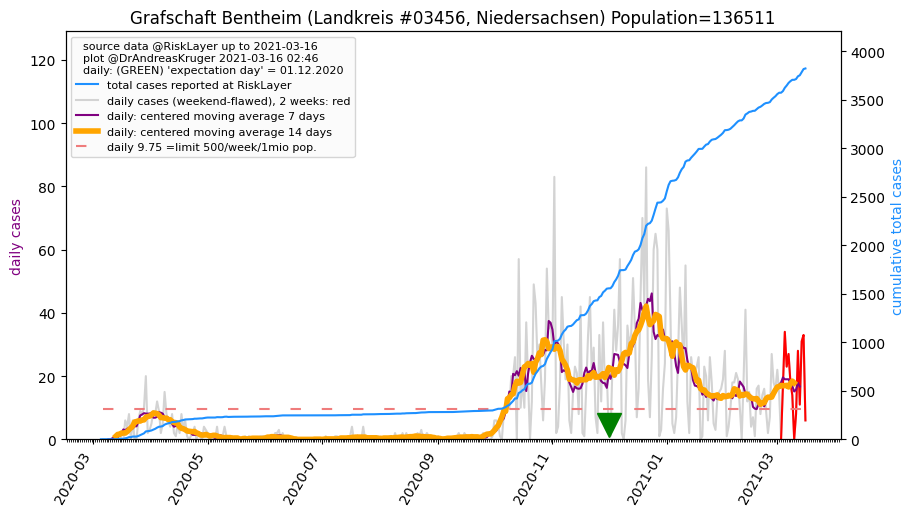 Grafschaft Bentheim (Landkreis #03456, Niedersachsen) Population=136511
source data @RiskLayer up to 2021-03-16
plot @DrAndreasKruger 2021-03-16 02:46
daily: (GREEN) 'expectation day' = 01.12.2020
total cases reported at RiskLayer
daily cases (weekend-flawed), 2 weeks: red
daily: centered moving average 7 days
daily: centered moving average 14 days
daily 9.75 =limit 500/week/1mio pop.
daily cases
120
100
80
60
40
20
0
cumulative total cases
4000
3500
3000
2500
2000
1500
1000
500
0
2020-03
2020-05
2020-07
2020-09
2020-11
2021-01
2021-03